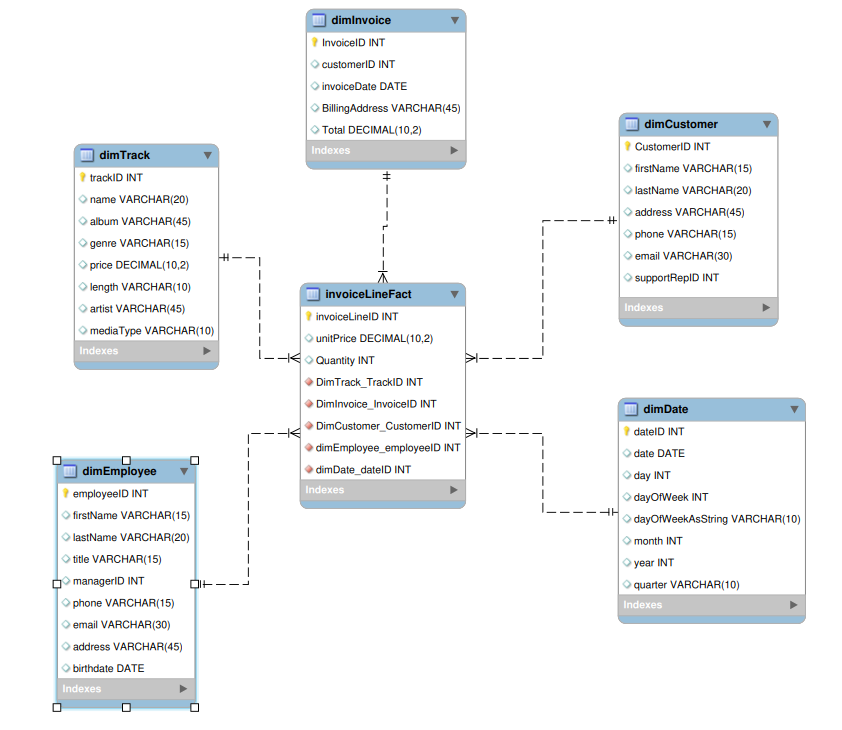 dimInvoice
InvoiceID INT
customerID INT
invoiceDate DATE
BillingAddress VARCHAR(45)
Total DECIMAL(10,2)
Indexes
dimCustomer
CustomerID INT
firstName VARCHAR(15)
lastName VARCHAR(20)
address VARCHAR(45)
phone VARCHAR(15)
email VARCHAR(30)
supportRepID INT
Indexes
dimTrack
trackID INT
name VARCHAR(20)
album VARCHAR(45)
genre VARCHAR(15)
price DECIMAL(10,2)
length VARCHAR(10)
artist VARCHAR(45)
mediaType VARCHAR(10)
Indexes
invoiceLineFact
invoiceLineID INT
unitPrice DECIMAL(10,2)
Quantity INT
DimTrack_TrackID INT
DimInvoice_InvoiceID INT
DimCustomer_CustomerID INT
dimEmployee_employeeID INT
dimDate_dateID INT
Indexes
dimDate
dateID INT
date DATE
day INT
dayOfWeek INT
dayOfWeekAsString VARCHAR(10)
month INT
year INT
quarter VARCHAR(10)
Indexes
dimEmployee
employeeID INT
firstName VARCHAR(15)
lastName VARCHAR(20)
title VARCHAR(15)
managerID INT
phone VARCHAR(15)
email VARCHAR(30)
address VARCHAR(45)
birthdate DATE
Indexes